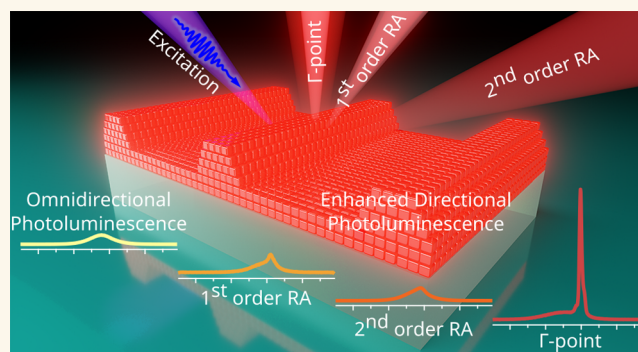 Excitation
Γ-point
1st order RA
2nd order RA
Omnidirectional
Photoluminescence
Enhanced Directional
Photoluminescence
1st order RA
2nd order RA
Γ-point